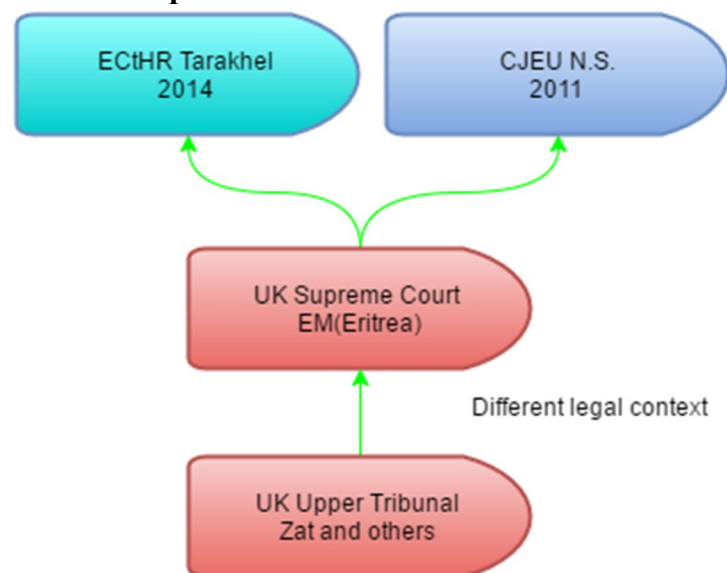 ECtHR Tarakhel
2014
CJEU N.S.
2011
UK Supreme Court
EM(Eritrea)
Different legal context
UK Upper Tribunal
Zat and others